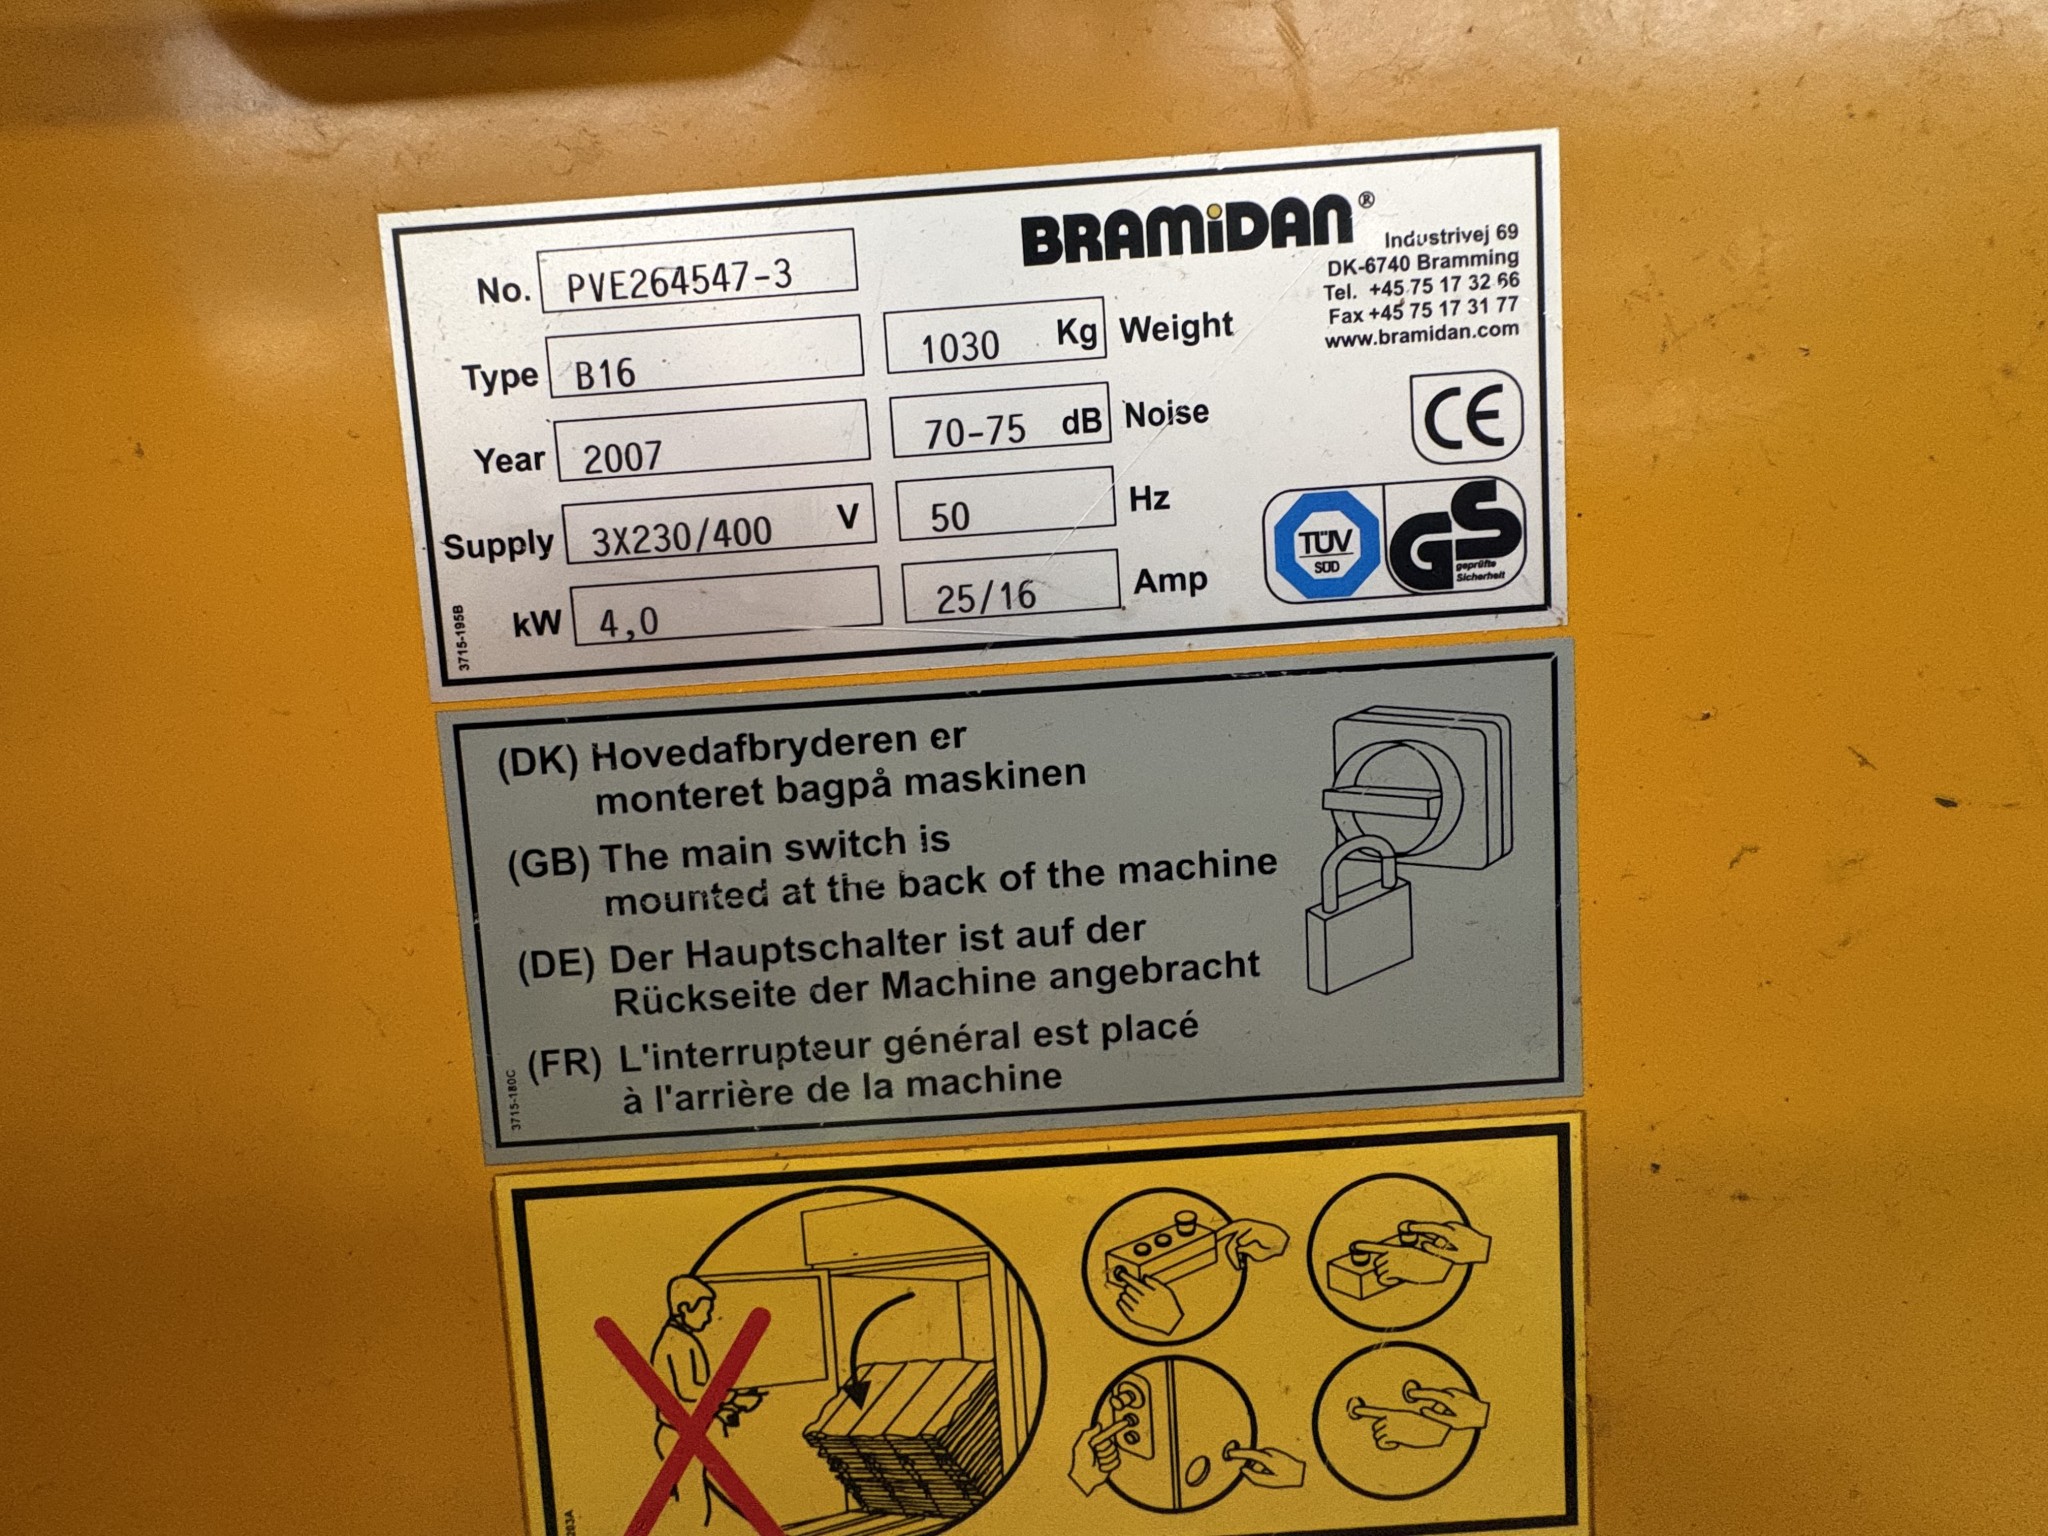 BRAMiDAN®
Industrivej 69
DK-6740 Bramming
Tel. +45 75 17 32 66
Fax +45 75 17 31 77
www.bramidan.com
No. PVE264547-3
Type B16 1030 Kg Weight
Year 2007 70-75 dB Noise
Supply 3X230/400 V 50 Hz
kW 4,0 25/16 Amp
CE
TÜV
SÜD
GS
geprüfte
Sicherheit
3715-195B
(DK) Hovedafbryderen er
monteret bagpå maskinen
(GB) The main switch is
mounted at the back of the machine
(DE) Der Hauptschalter ist auf der
Rückseite der Machine angebracht
(FR) L'interrupteur général est placé
à l'arrière de la machine
3715-180C